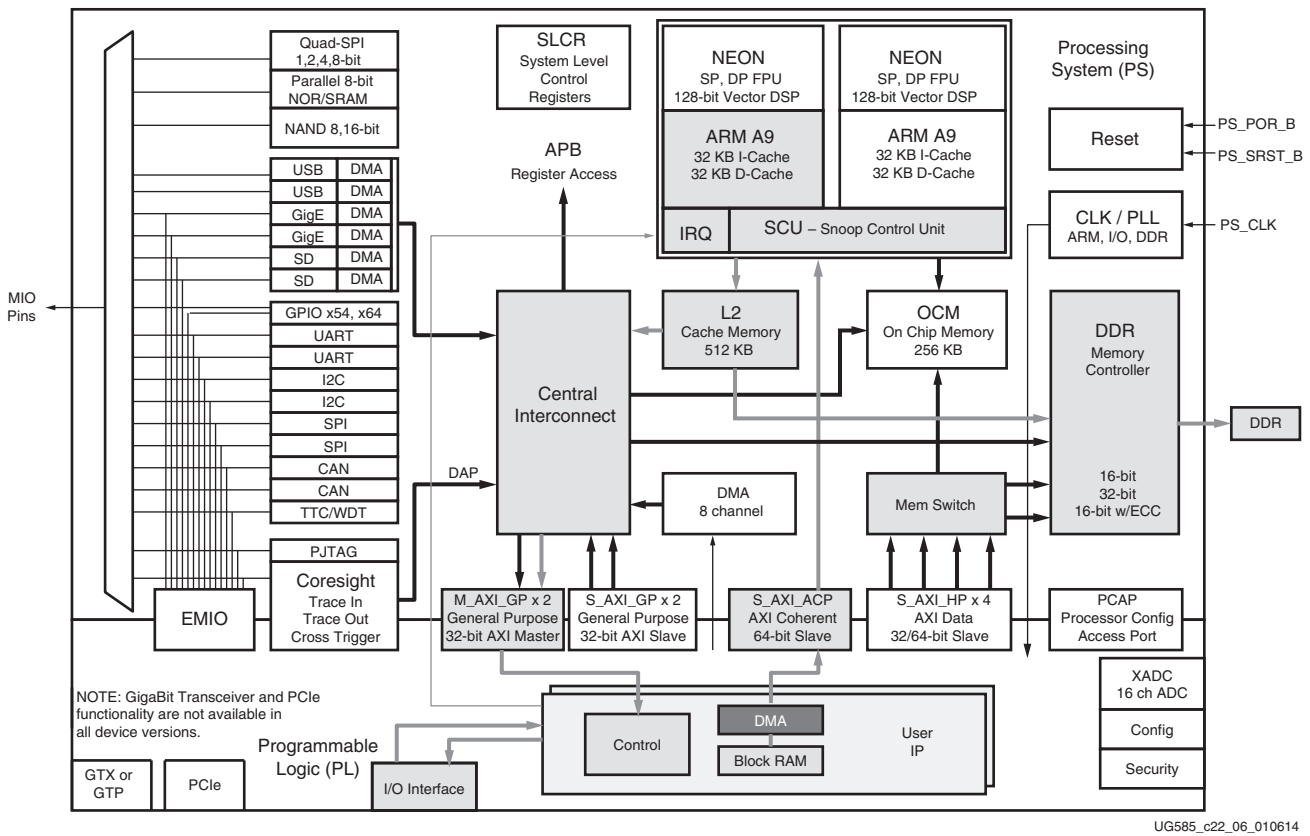 Quad-SPI
1,2,4,8-bit
Parallel 8-bit
NOR/SRAM
NAND 8,16-bit
USB DMA
USB DMA
GigE DMA
GigE DMA
SD DMA
SD DMA
GPIO x54, x64
UART
UART
I2C
I2C
SPI
SPI
CAN
CAN
TTC/WDT
PJTAG
Coresight
Trace In
Trace Out
Cross Trigger
MIO
Pins
EMIO
SLCR
System Level
Control
Registers
APB
Register Access
NEON
SP, DP FPU
128-bit Vector DSP
ARM A9
32 KB I-Cache
32 KB D-Cache
NEON
SP, DP FPU
128-bit Vector DSP
ARM A9
32 KB I-Cache
32 KB D-Cache
IRQ
SCU – Snoop Control Unit
Processing
System (PS)
Reset
PS_POR_B
PS_SRST_B
CLK / PLL
ARM, I/O, DDR
PS_CLK
L2
Cache Memory
512 KB
OCM
On Chip Memory
256 KB
DDR
Memory
Controller
16-bit
32-bit
16-bit w/ECC
DDR
Central
Interconnect
DAP
DMA
8 channel
Mem Switch
M_AXI_GP x 2
General Purpose
32-bit AXI Master
S_AXI_GP x 2
General Purpose
32-bit AXI Slave
S_AXI_ACP
AXI Coherent
64-bit Slave
S_AXI_HP x 4
AXI Data
32/64-bit Slave
PCAP
Processor Config
Access Port
XADC
16 ch ADC
Config
Security
NOTE: GigaBit Transceiver and PCIe
functionality are not available in
all device versions.
Programmable
Logic (PL)
GTX or
GTP
PCIe
I/O Interface
Control
DMA
Block RAM
User
IP
UG585_c22_06_010614